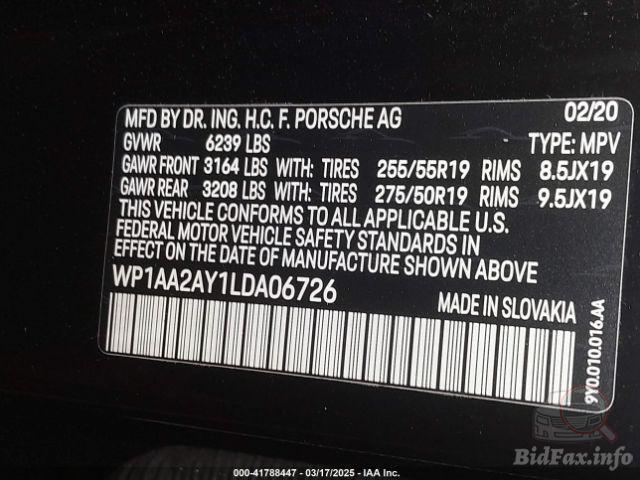 MFD BY DR. ING. H.C. F. PORSCHE AG 02/20
GVWR 6239 LBS TYPE: MPV
GAWR FRONT 3164 LBS WITH: TIRES 255/55R19 RIMS 8.5JX19
GAWR REAR 3208 LBS WITH: TIRES 275/50R19 RIMS 9.5JX19
THIS VEHICLE CONFORMS TO ALL APPLICABLE U.S.
FEDERAL MOTOR VEHICLE SAFETY STANDARDS IN
EFFECT ON THE DATE OF MANUFACTURE SHOWN ABOVE
WP1AA2AY1LDA06726
MADE IN SLOVAKIA
9Y0.010.016.AA
BidFax.info
000-41788447 - 03/17/2025 - IAA Inc.